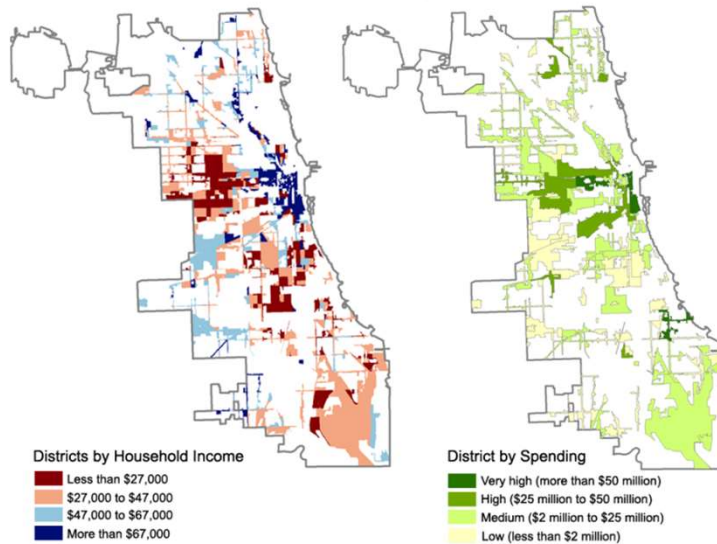 Districts by Household Income
Less than $27,000
$27,000 to $47,000
$47,000 to $67,000
More than $67,000
District by Spending
Very high (more than $50 million)
High ($25 million to $50 million)
Medium ($2 million to $25 million)
Low (less than $2 million)